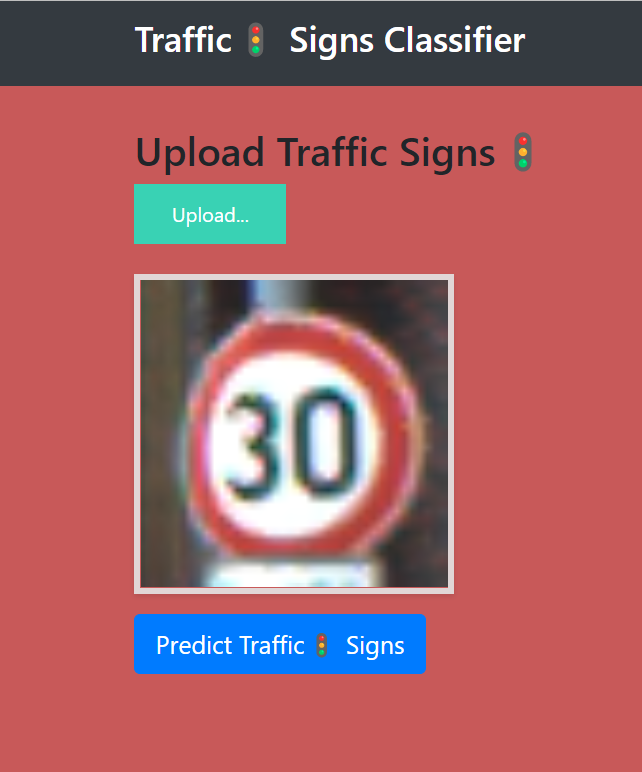 Traffic 🚦 Signs Classifier
Upload Traffic Signs 🚦
Upload...
30
Predict Traffic 🚦 Signs